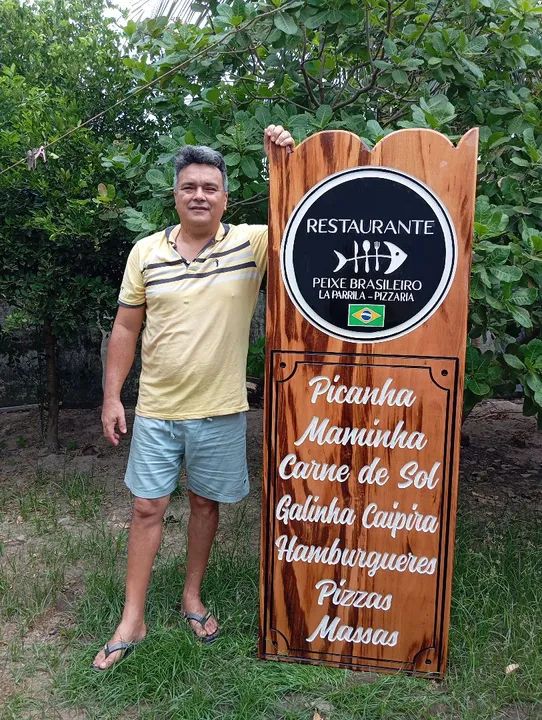 RESTAURANTE
PEIXE BRASILEIRO
LA PARRILA - PIZZARIA
Picanha
Maminha
Carne de Sol
Galinha Caipira
Hamburgueres
Pizzas
Massas